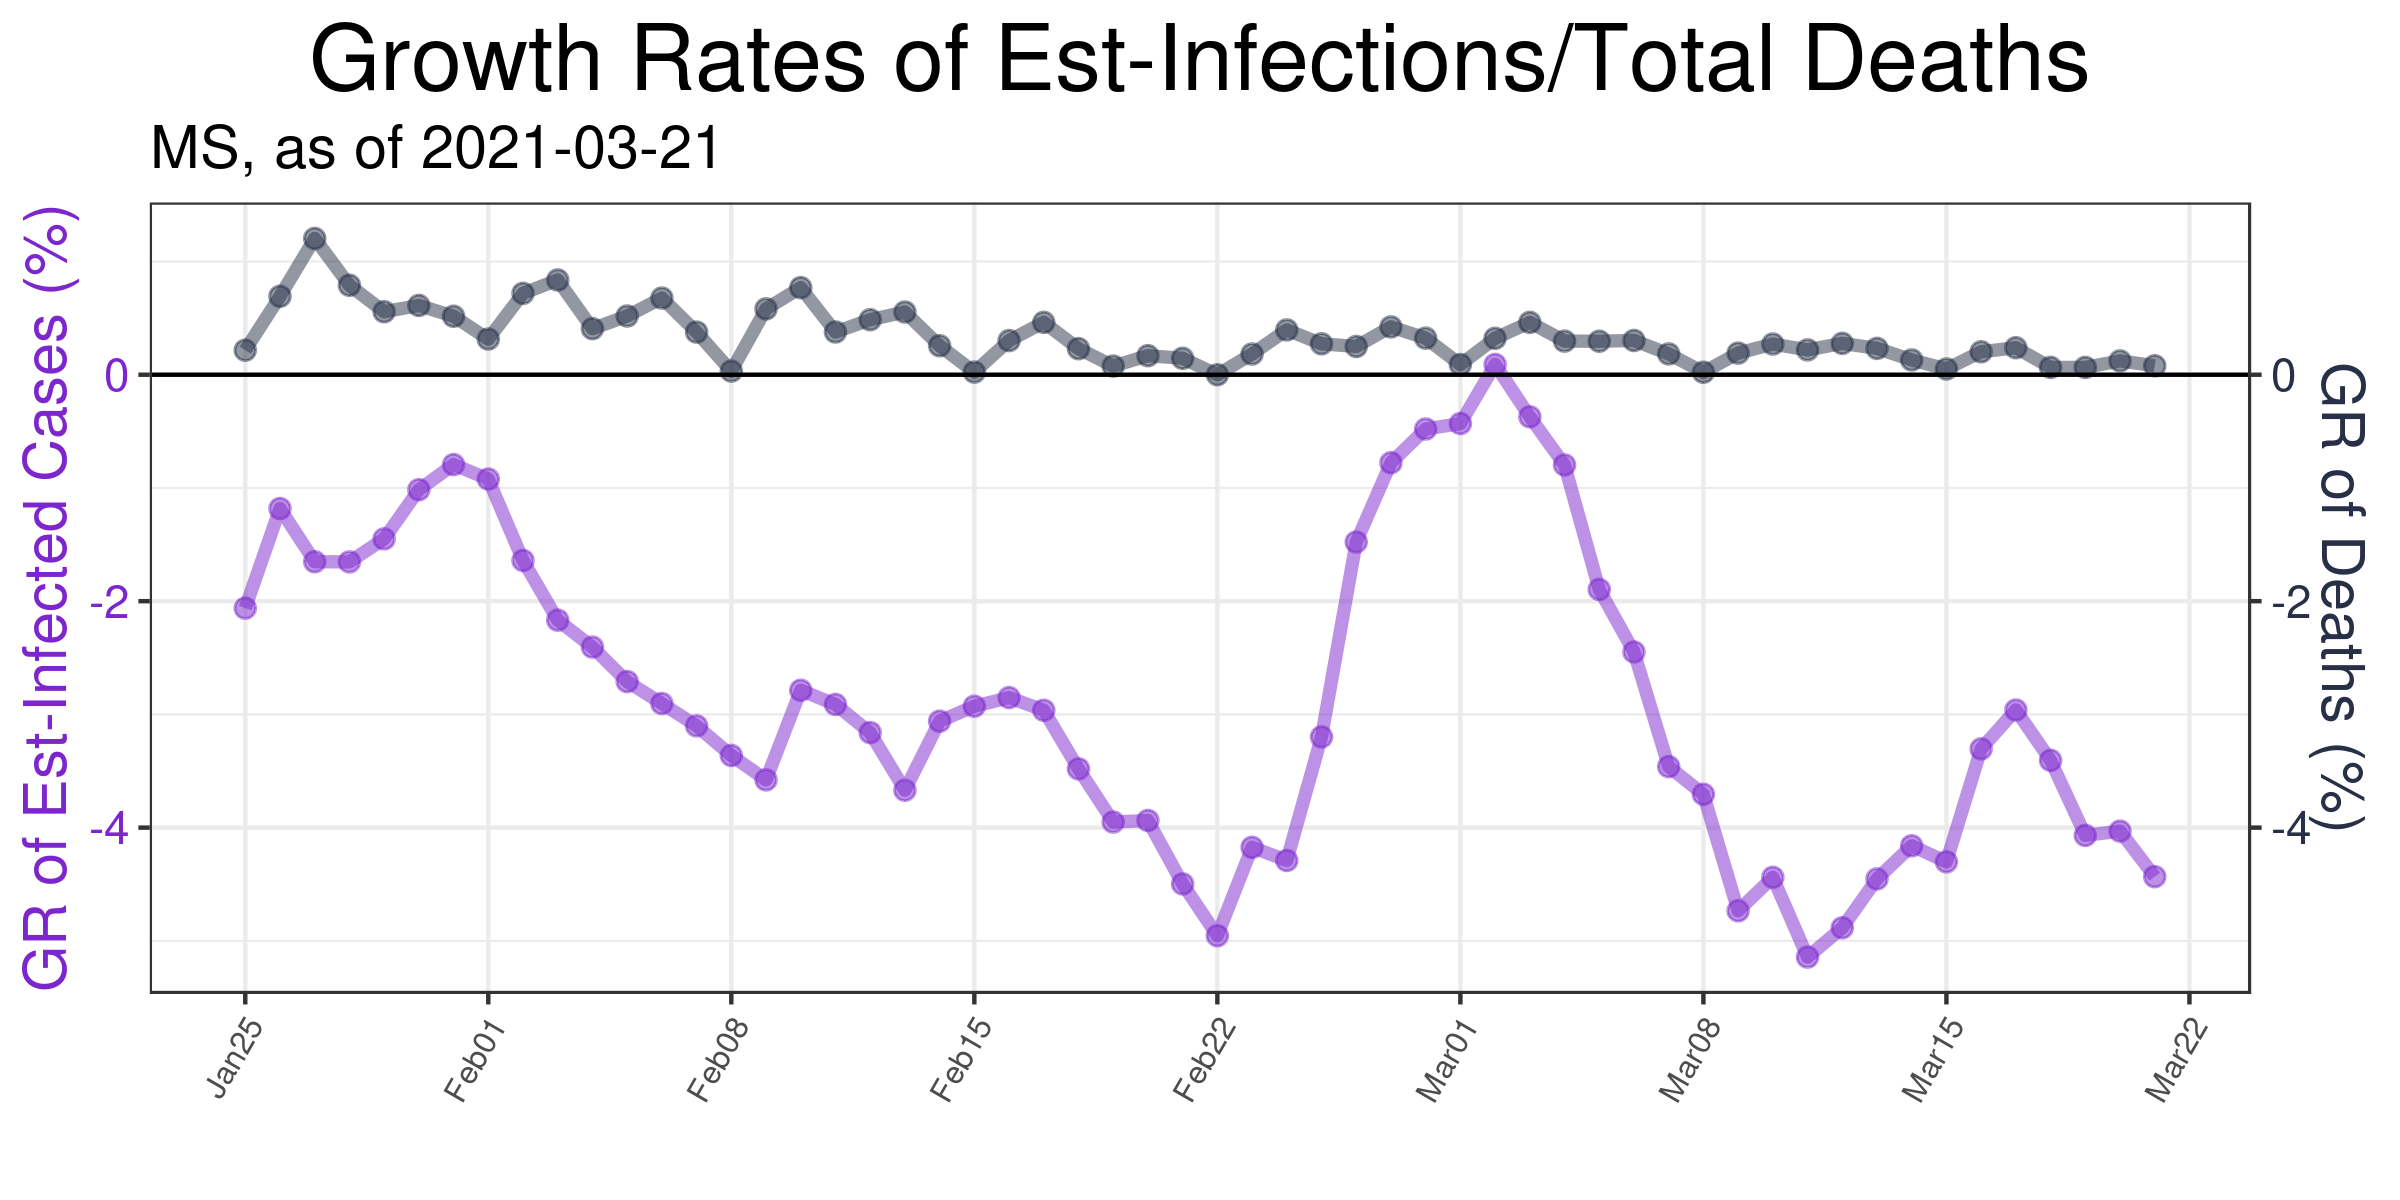 Growth Rates of Est-Infections/Total Deaths
MS, as of 2021-03-21
GR of Est-Infected Cases (%)
0
-2
-4
0
-2
-4
GR of Deaths (%)
Jan25
Feb01
Feb08
Feb15
Feb22
Mar01
Mar08
Mar15
Mar22